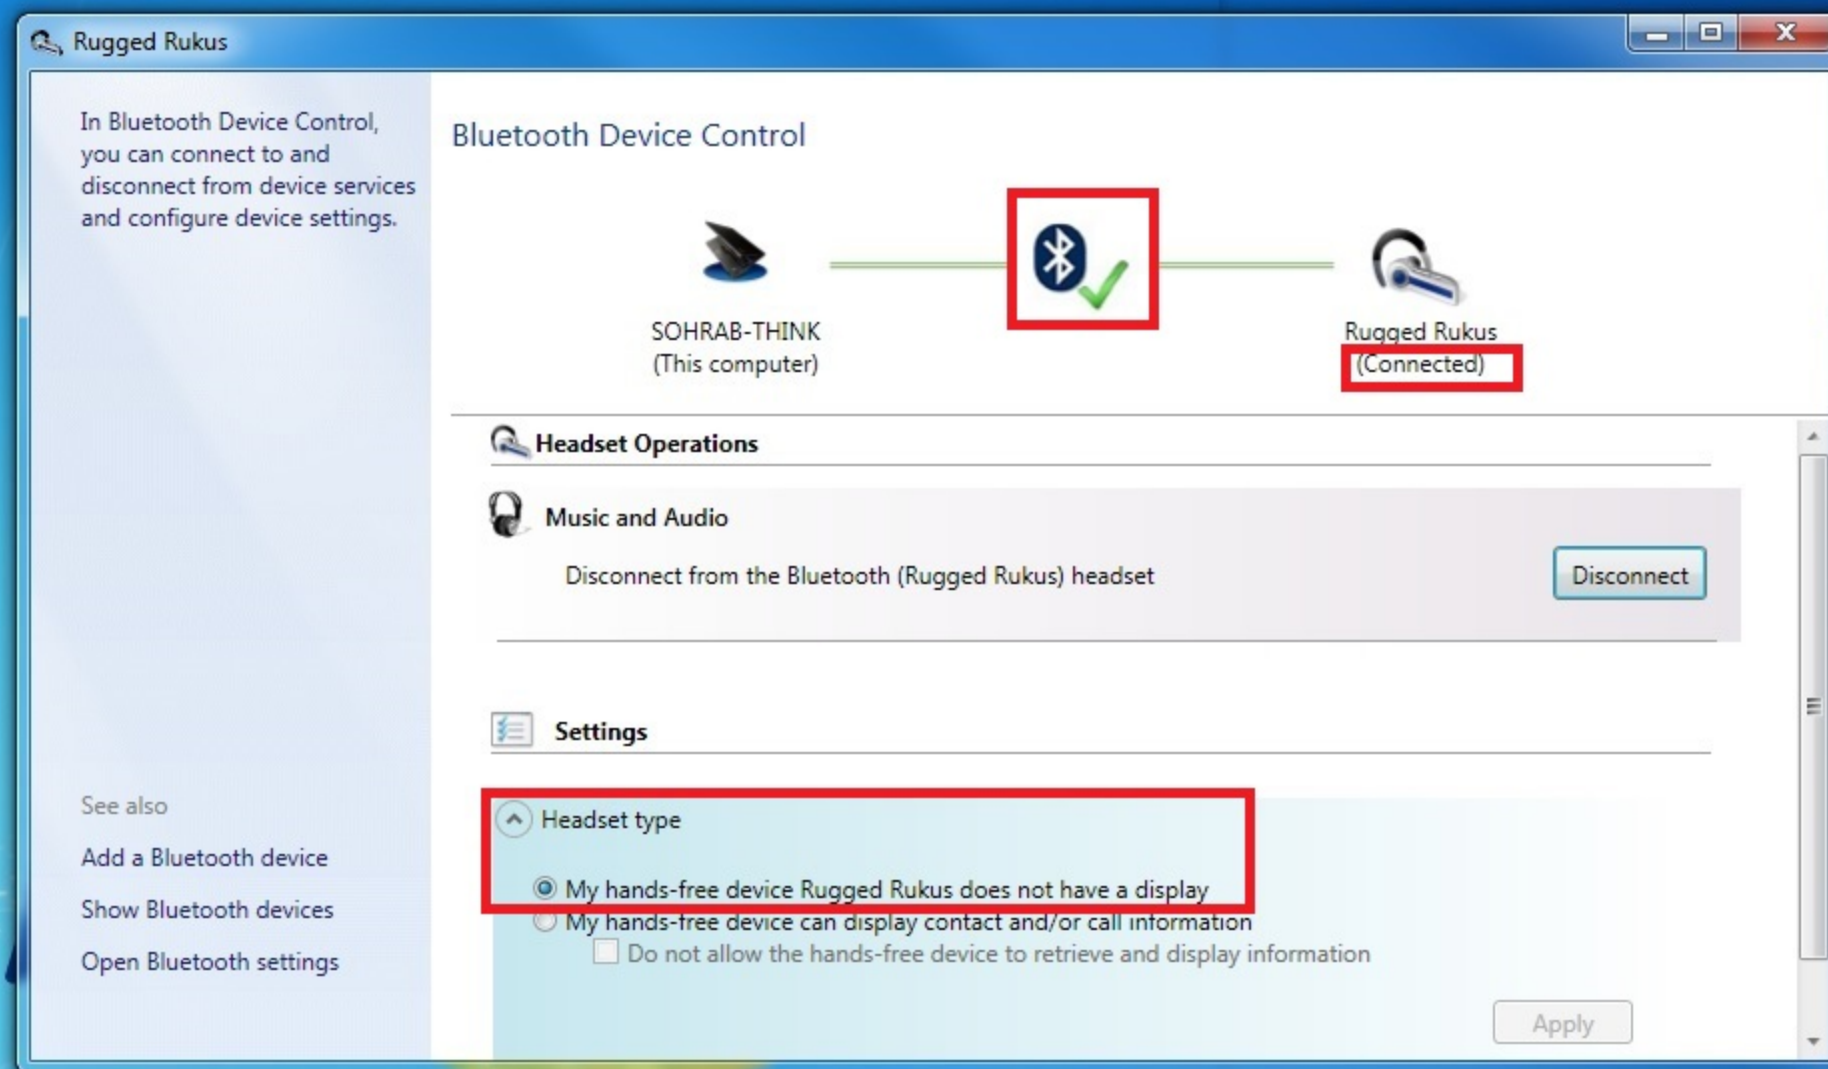 Rugged Rukus
In Bluetooth Device Control,
you can connect to and
disconnect from device services
and configure device settings.
Bluetooth Device Control
SOHRAB-THINK
(This computer)
Rugged Rukus
(Connected)
Headset Operations
Music and Audio
Disconnect from the Bluetooth (Rugged Rukus) headset
Disconnect
Settings
Headset type
My hands-free device Rugged Rukus does not have a display
My hands-free device can display contact and/or call information
Do not allow the hands-free device to retrieve and display information
Apply
See also
Add a Bluetooth device
Show Bluetooth devices
Open Bluetooth settings